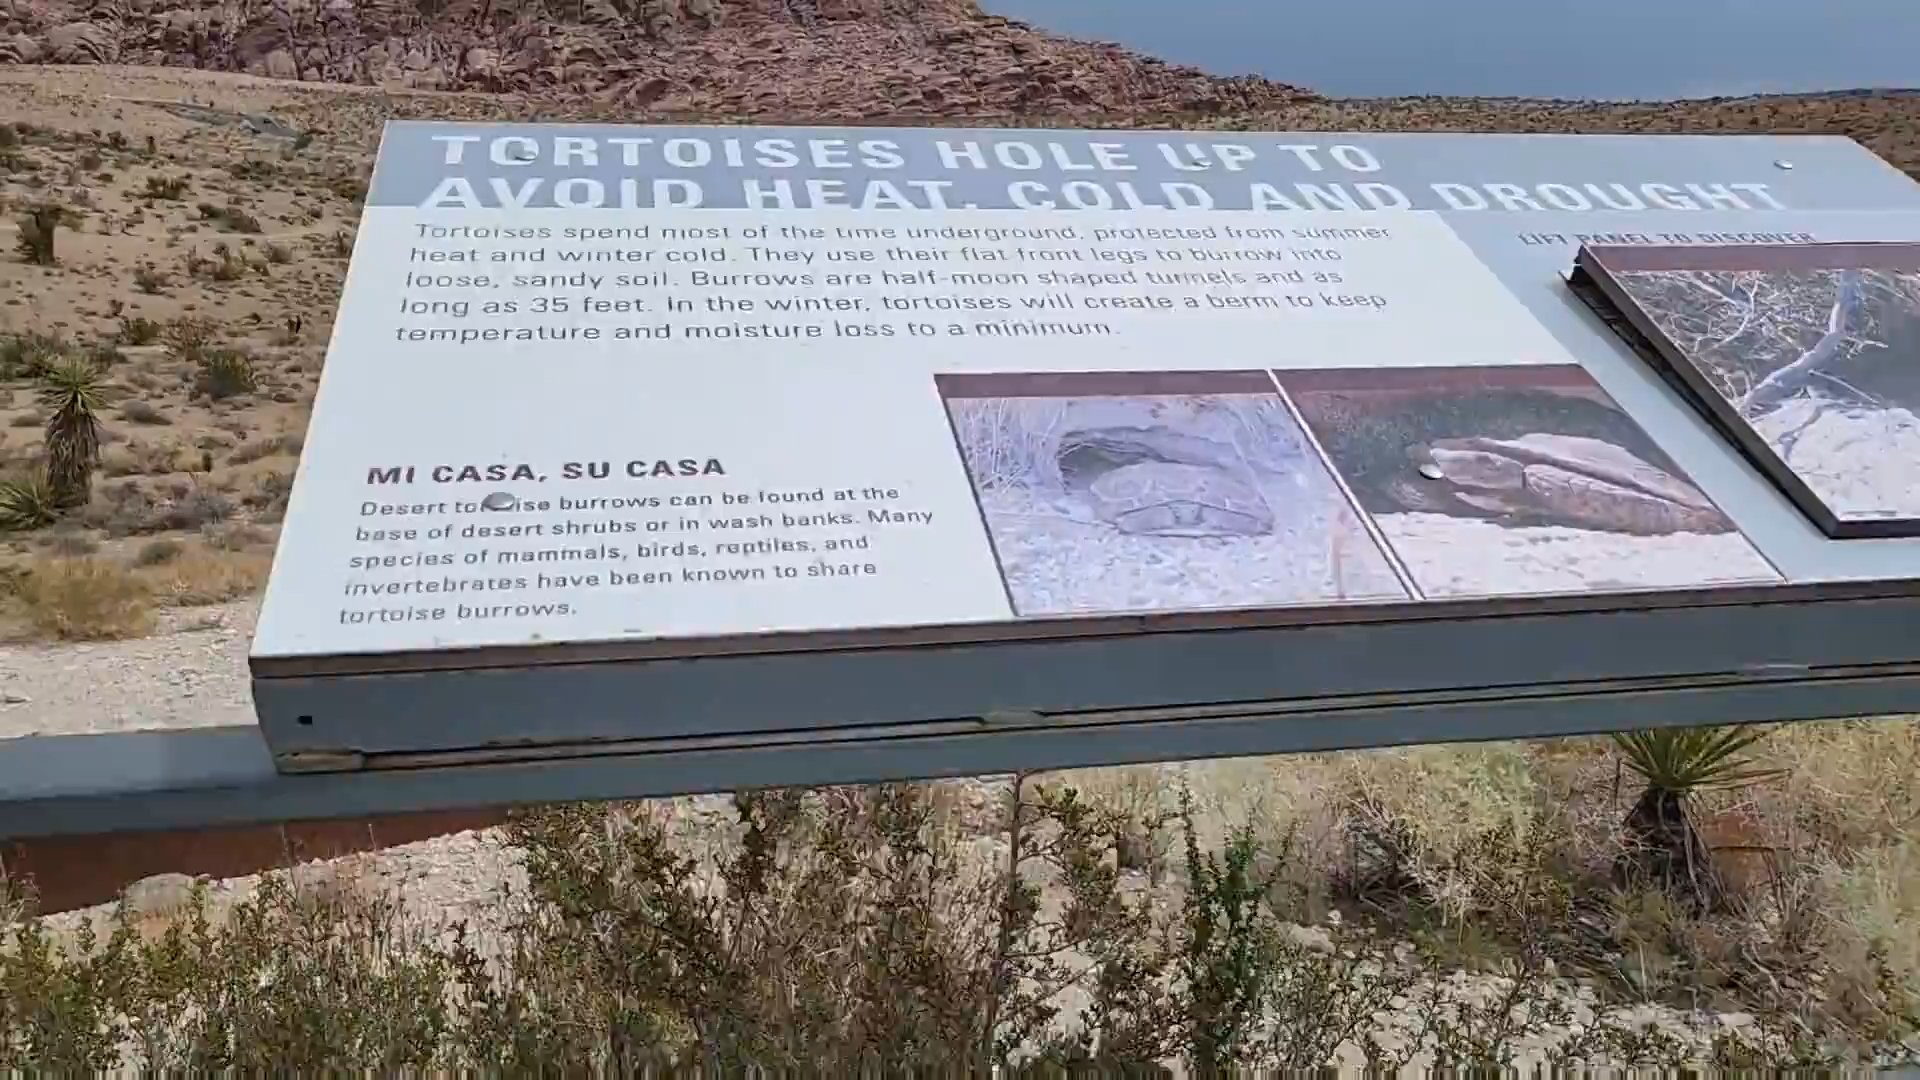 TORTOISES HOLE UP TO
AVOID HEAT, COLD AND DROUGHT
Tortoises spend most of the time underground, protected from summer
heat and winter cold. They use their flat front legs to burrow into
loose, sandy soil. Burrows are half-moon shaped tunnels and as
long as 35 feet. In the winter, tortoises will create a berm to keep
temperature and moisture loss to a minimum.
LIFT PANEL TO DISCOVER
MI CASA, SU CASA
Desert tortoise burrows can be found at the
base of desert shrubs or in wash banks. Many
species of mammals, birds, reptiles, and
invertebrates have been known to share
tortoise burrows.